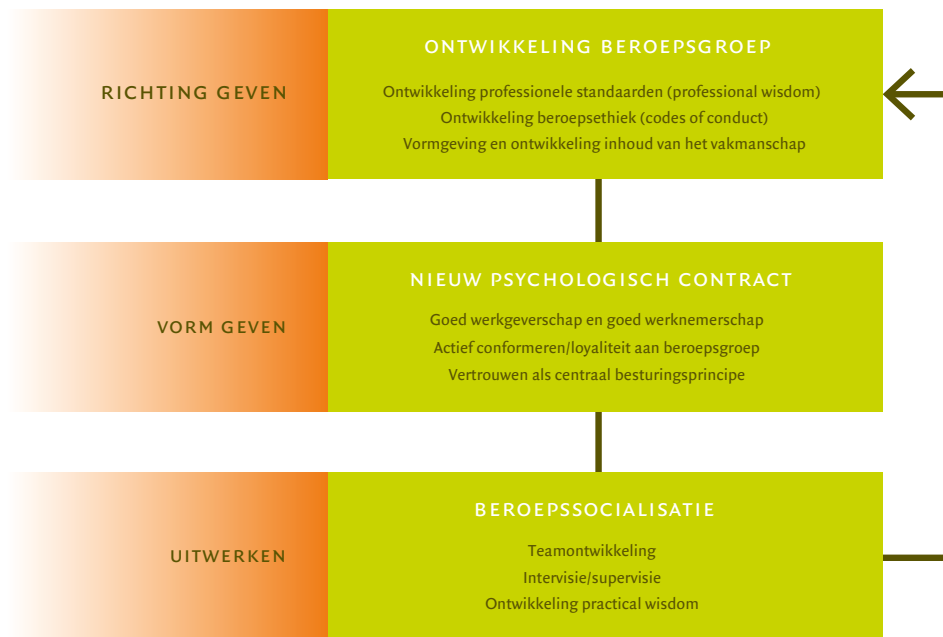 RICHTING GEVEN
ONTWIKKELING BEROEPSGROEP
Ontwikkeling professionele standaarden (professional wisdom)
Ontwikkeling beroepsethiek (codes of conduct)
Vormgeving en ontwikkeling inhoud van het vakmanschap
VORM GEVEN
NIEUW PSYCHOLOGISCH CONTRACT
Goed werkgeverschap en goed werknemerschap
Actief conformeren/loyaliteit aan beroepsgroep
Vertrouwen als centraal besturingsprincipe
UITWERKEN
BEROEPSSOCIALISATIE
Teamontwikkeling
Intervisie/supervisie
Ontwikkeling practical wisdom